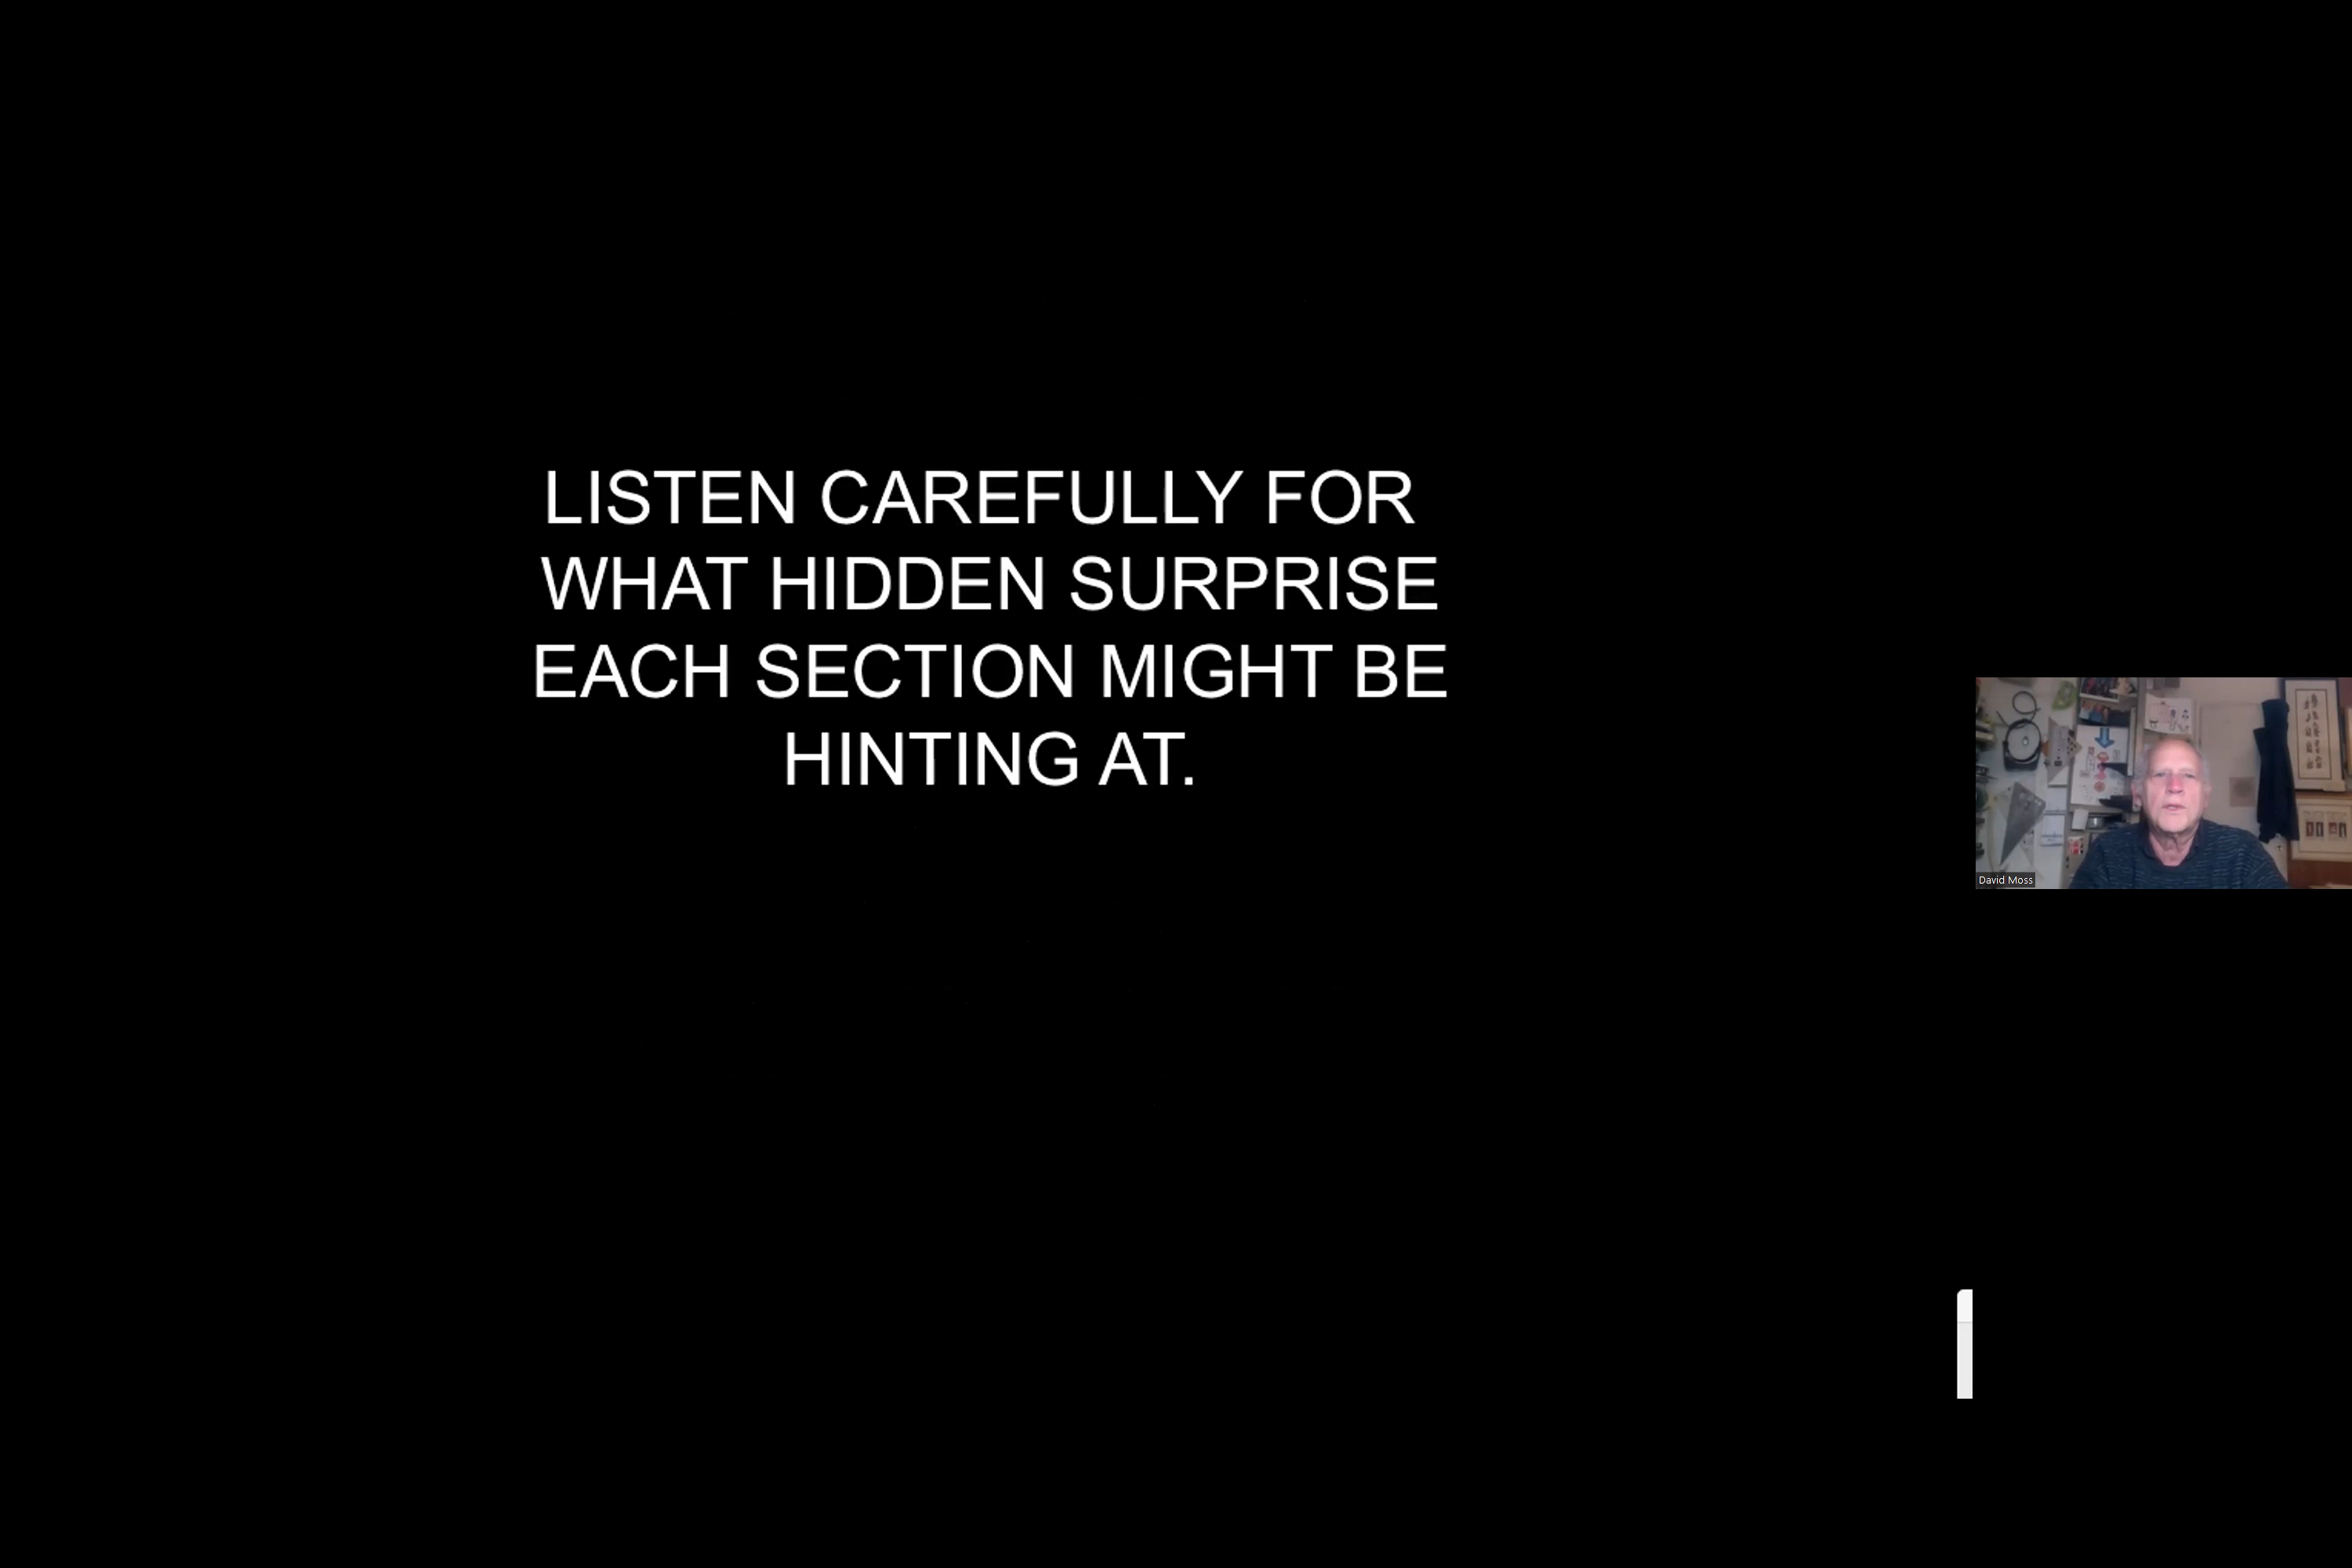 LISTEN CAREFULLY FOR
WHAT HIDDEN SURPRISE
EACH SECTION MIGHT BE
HINTING AT.
David Moss